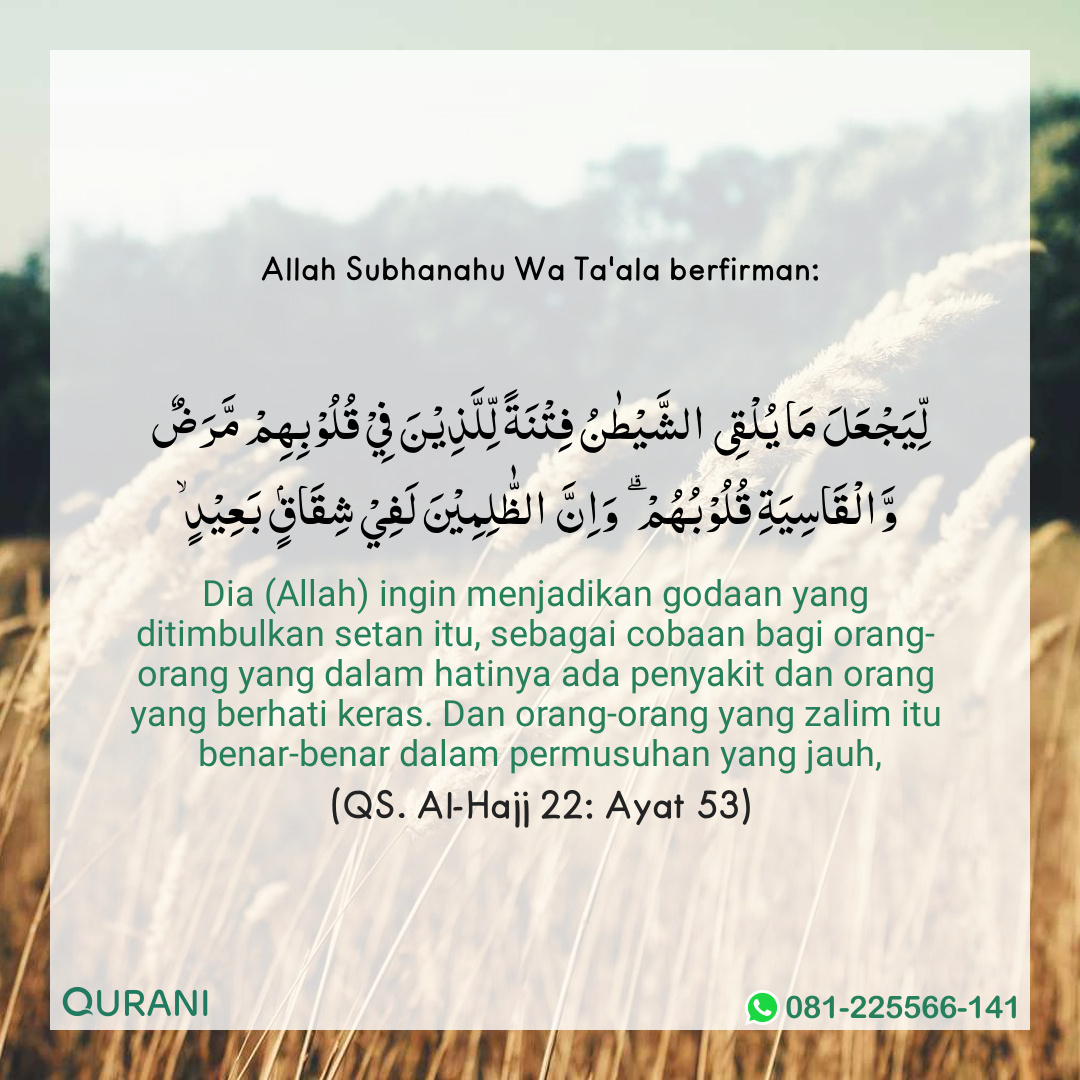 Allah Subhanahu Wa Ta'ala berfirman:
لِّيَجْعَلَ مَا يُلْقِى الشَّيْطٰنُ فِتْنَةً لِّلَّذِيْنَ فِيْ قُلُوْبِهِمْ مَّرَضٌ
وَّالْقَاسِيَةِ قُلُوْبُهُمْ ۗ وَاِنَّ الظّٰلِمِيْنَ لَفِيْ شِقَاقٍۢ بَعِيْدٍ ۙ
Dia (Allah) ingin menjadikan godaan yang
ditimbulkan setan itu, sebagai cobaan bagi orang-
orang yang dalam hatinya ada penyakit dan orang
yang berhati keras. Dan orang-orang yang zalim itu
benar-benar dalam permusuhan yang jauh,
(QS. Al-Hajj 22: Ayat 53)
QURANI
081-225566-141